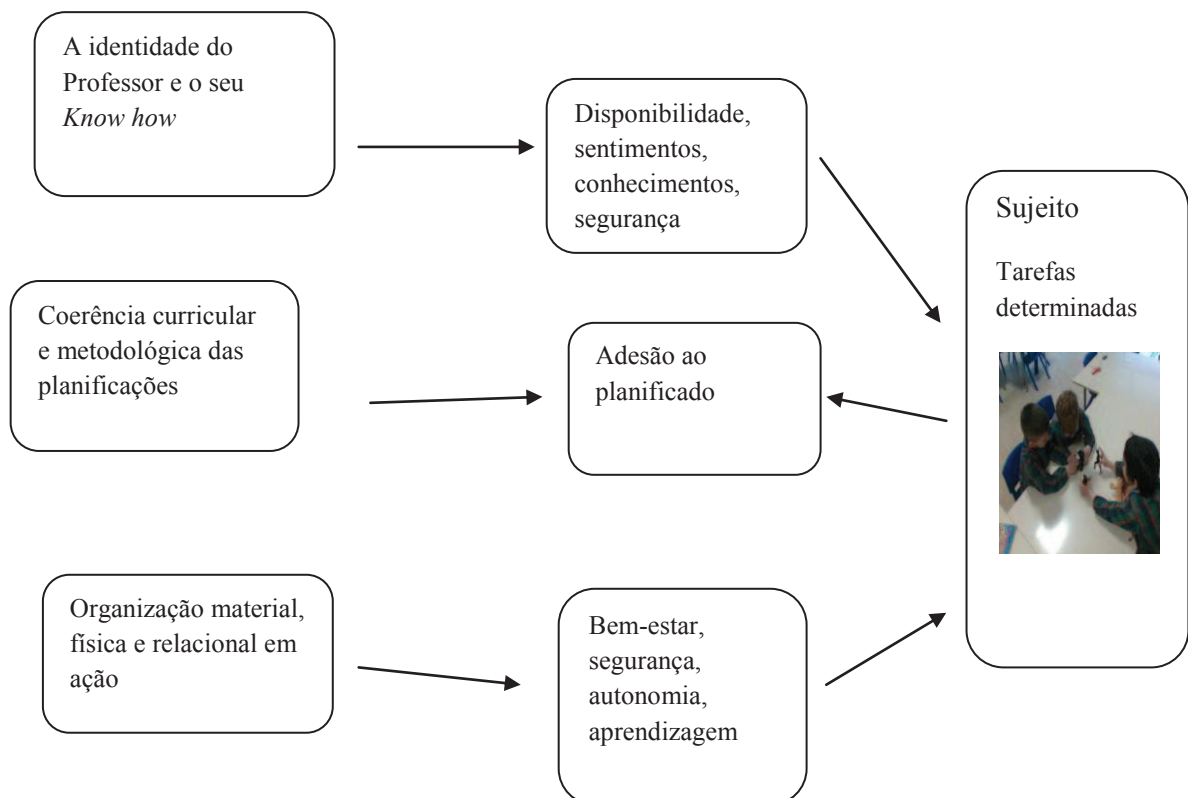 A identidade do
Professor e o seu
Know how
Disponibilidade,
sentimentos,
conhecimentos,
segurança
Sujeito
Tarefas
determinadas
Coerência curricular
e metodológica das
planificações
Adesão ao
planificado
Organização material,
física e relacional em
ação
Bem-estar,
segurança,
autonomia,
aprendizagem